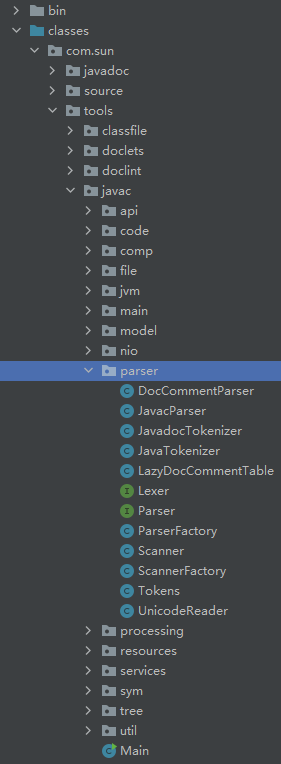 bin
classes
com.sun
javadoc
source
tools
classfile
doclets
doclint
javac
api
code
comp
file
jvm
main
model
nio
parser
DocCommentParser
JavacParser
JavadocTokenizer
JavaTokenizer
LazyDocCommentTable
Lexer
Parser
ParserFactory
Scanner
ScannerFactory
Tokens
UnicodeReader
processing
resources
services
sym
tree
util
Main